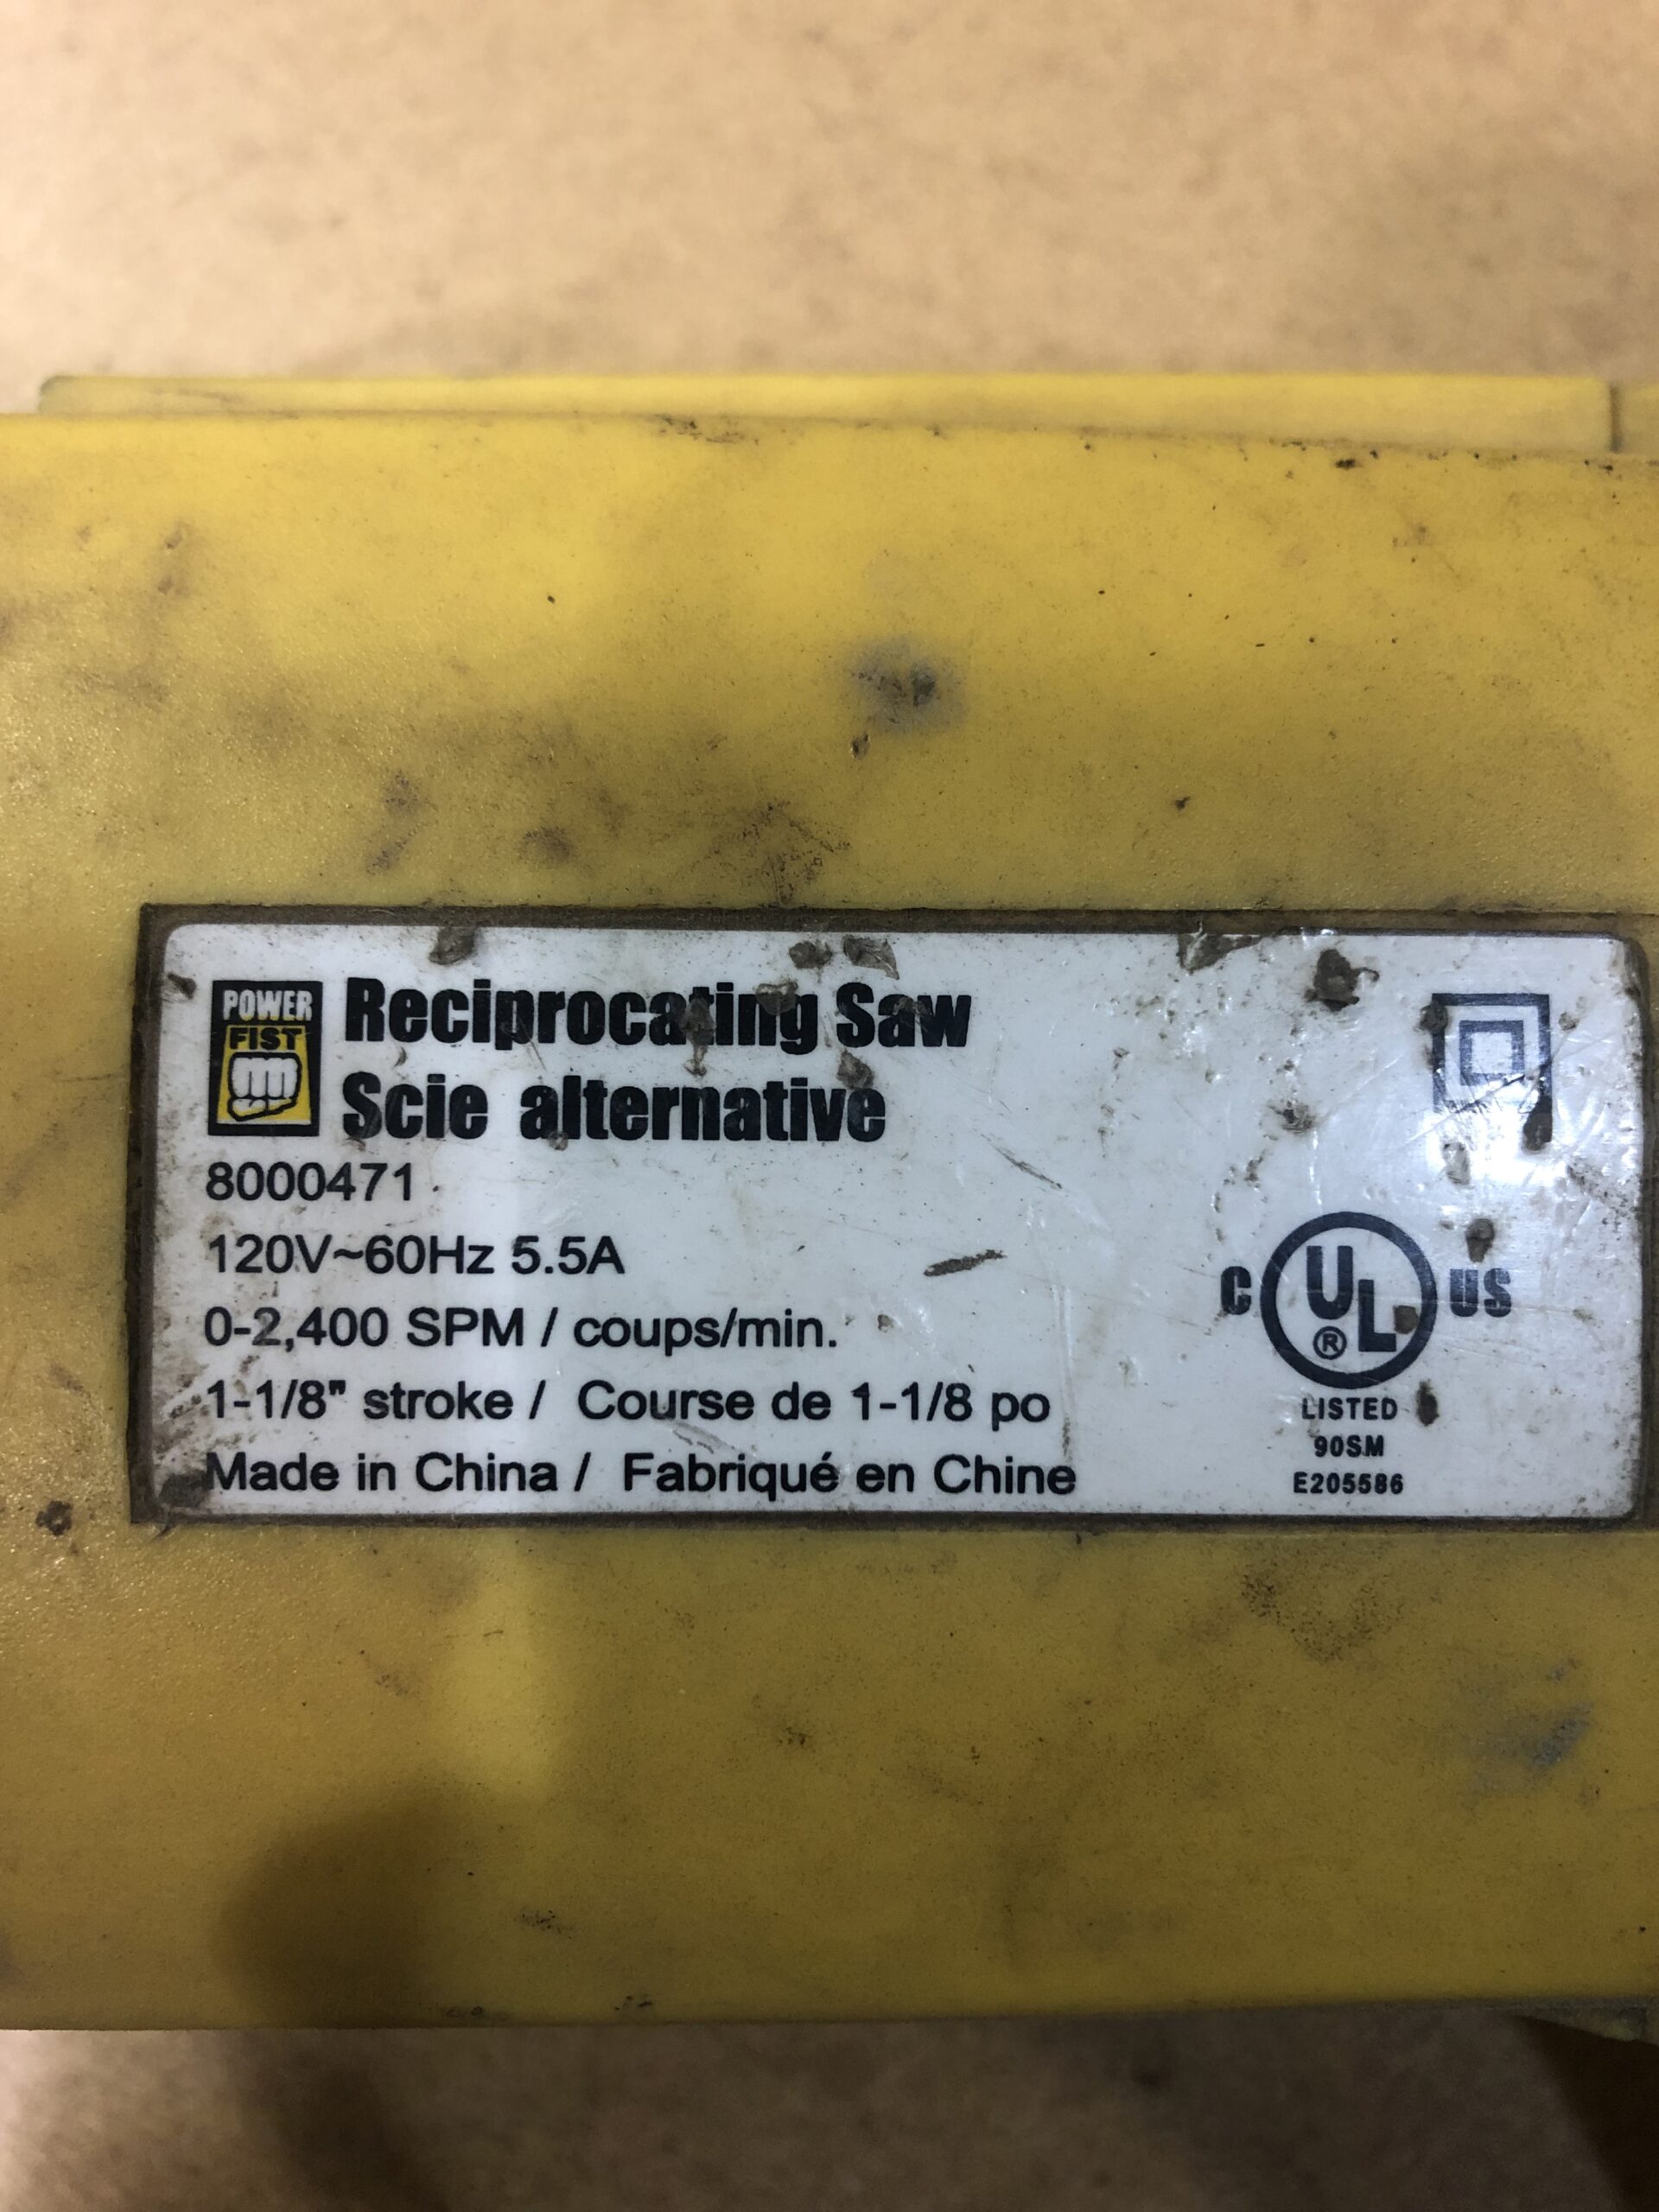 POWER
FIST
Reciprocating Saw
Scie alternative
8000471
120V~60Hz 5.5A
0-2,400 SPM / coups/min.
1-1/8" stroke / Course de 1-1/8 po
Made in China / Fabriqué en Chine
C UL US
®
LISTED
90SM
E205586